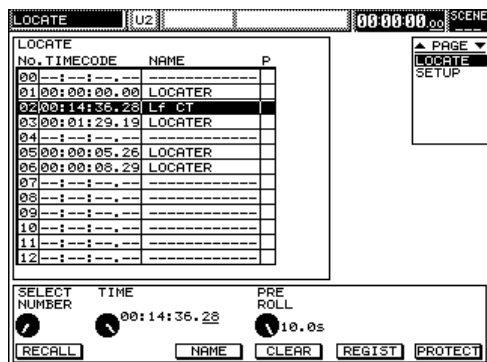 LOCATE U2 00:00:00.00 SCENE
---
LOCATE
No. TIMECODE NAME P
00 --:--:--.-- ------------
01 00:00:00.00 LOCATER
02 00:14:36.28 Lf CT
03 00:01:29.19 LOCATER
04 --:--:--.-- ------------
05 00:00:05.26 LOCATER
06 00:00:08.29 LOCATER
07 --:--:--.-- ------------
08 --:--:--.-- ------------
09 --:--:--.-- ------------
10 --:--:--.-- ------------
11 --:--:--.-- ------------
12 --:--:--.-- ------------
▲ PAGE ▼
LOCATE
SETUP
SELECT NUMBER
TIME
00:14:36.28
PRE ROLL
10.0s
RECALL NAME CLEAR REGIST PROTECT